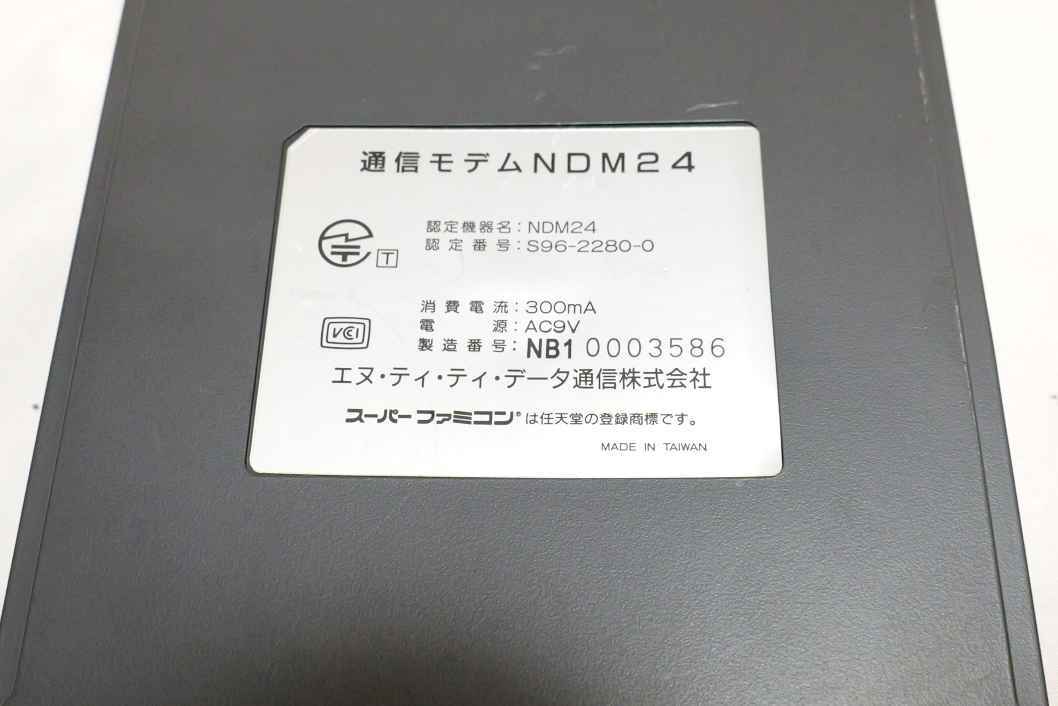 通信モデムNDM24
認定機器名：NDM24
認定番号：S96-2280-0
T
VCI
消費電流：300mA
電源：AC9V
製造番号：NB1 0003586
エヌ・ティ・ティ・データ通信株式会社
スーパーファミコン®は任天堂の登録商標です。
MADE IN TAIWAN